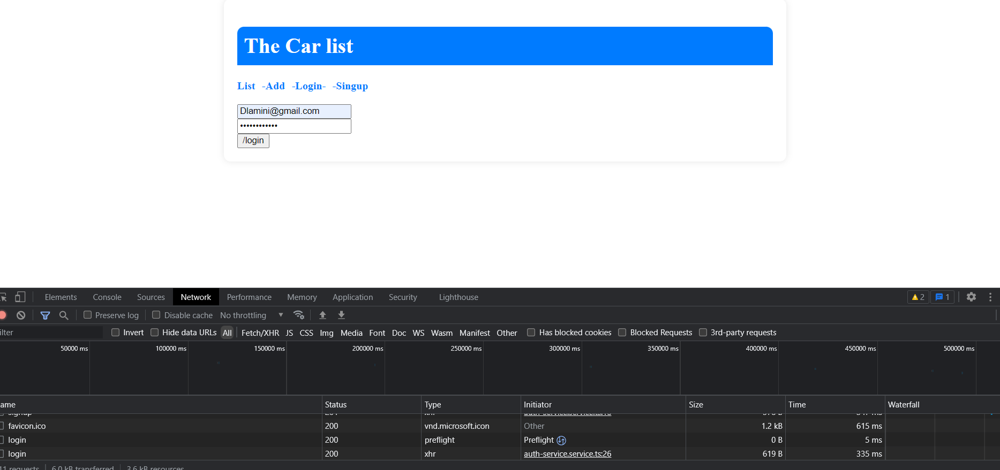 The Car list
List -Add -Login- -Singup
Dlamini@gmail.com
••••••••••••
/login
Elements Console Sources Network Performance Memory Application Security Lighthouse 2 1
Preserve log Disable cache No throttling
ilter Invert Hide data URLs All Fetch/XHR JS CSS Img Media Font Doc WS Wasm Manifest Other Has blocked cookies Blocked Requests 3rd-party requests
50000 ms 100000 ms 150000 ms 200000 ms 250000 ms 300000 ms 350000 ms 400000 ms 450000 ms 500000 ms
ame Status Type Initiator Size Time Waterfall
favicon.ico 200 vnd.microsoft.icon Other 1.2 kB 615 ms
login 200 preflight Preflight 0 B 5 ms
login 200 xhr auth-service.service.ts:26 619 B 335 ms
11 requests 6.0 kB transferred 3.6 kB resources